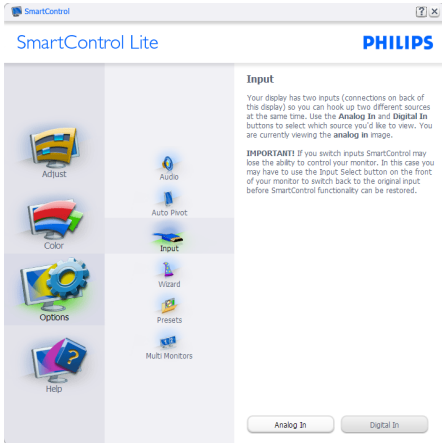 SmartControl
SmartControl Lite
PHILIPS
Adjust
Color
Options
Help
Audio
Auto Pivot
Input
Wizard
Presets
Multi Monitors
Input
Your display has two inputs (connections on back of
this display) so you can hook up two different sources
at the same time. Use the Analog In and Digital In
buttons to select which source you'd like to view. You
are currently viewing the analog in image.
IMPORTANT! If you switch inputs SmartControl may
lose the ability to control your monitor. In this case you
may have to use the Input Select button on the front
of your monitor to switch back to the original input
before SmartControl functionality can be restored.
Analog In
Digital In